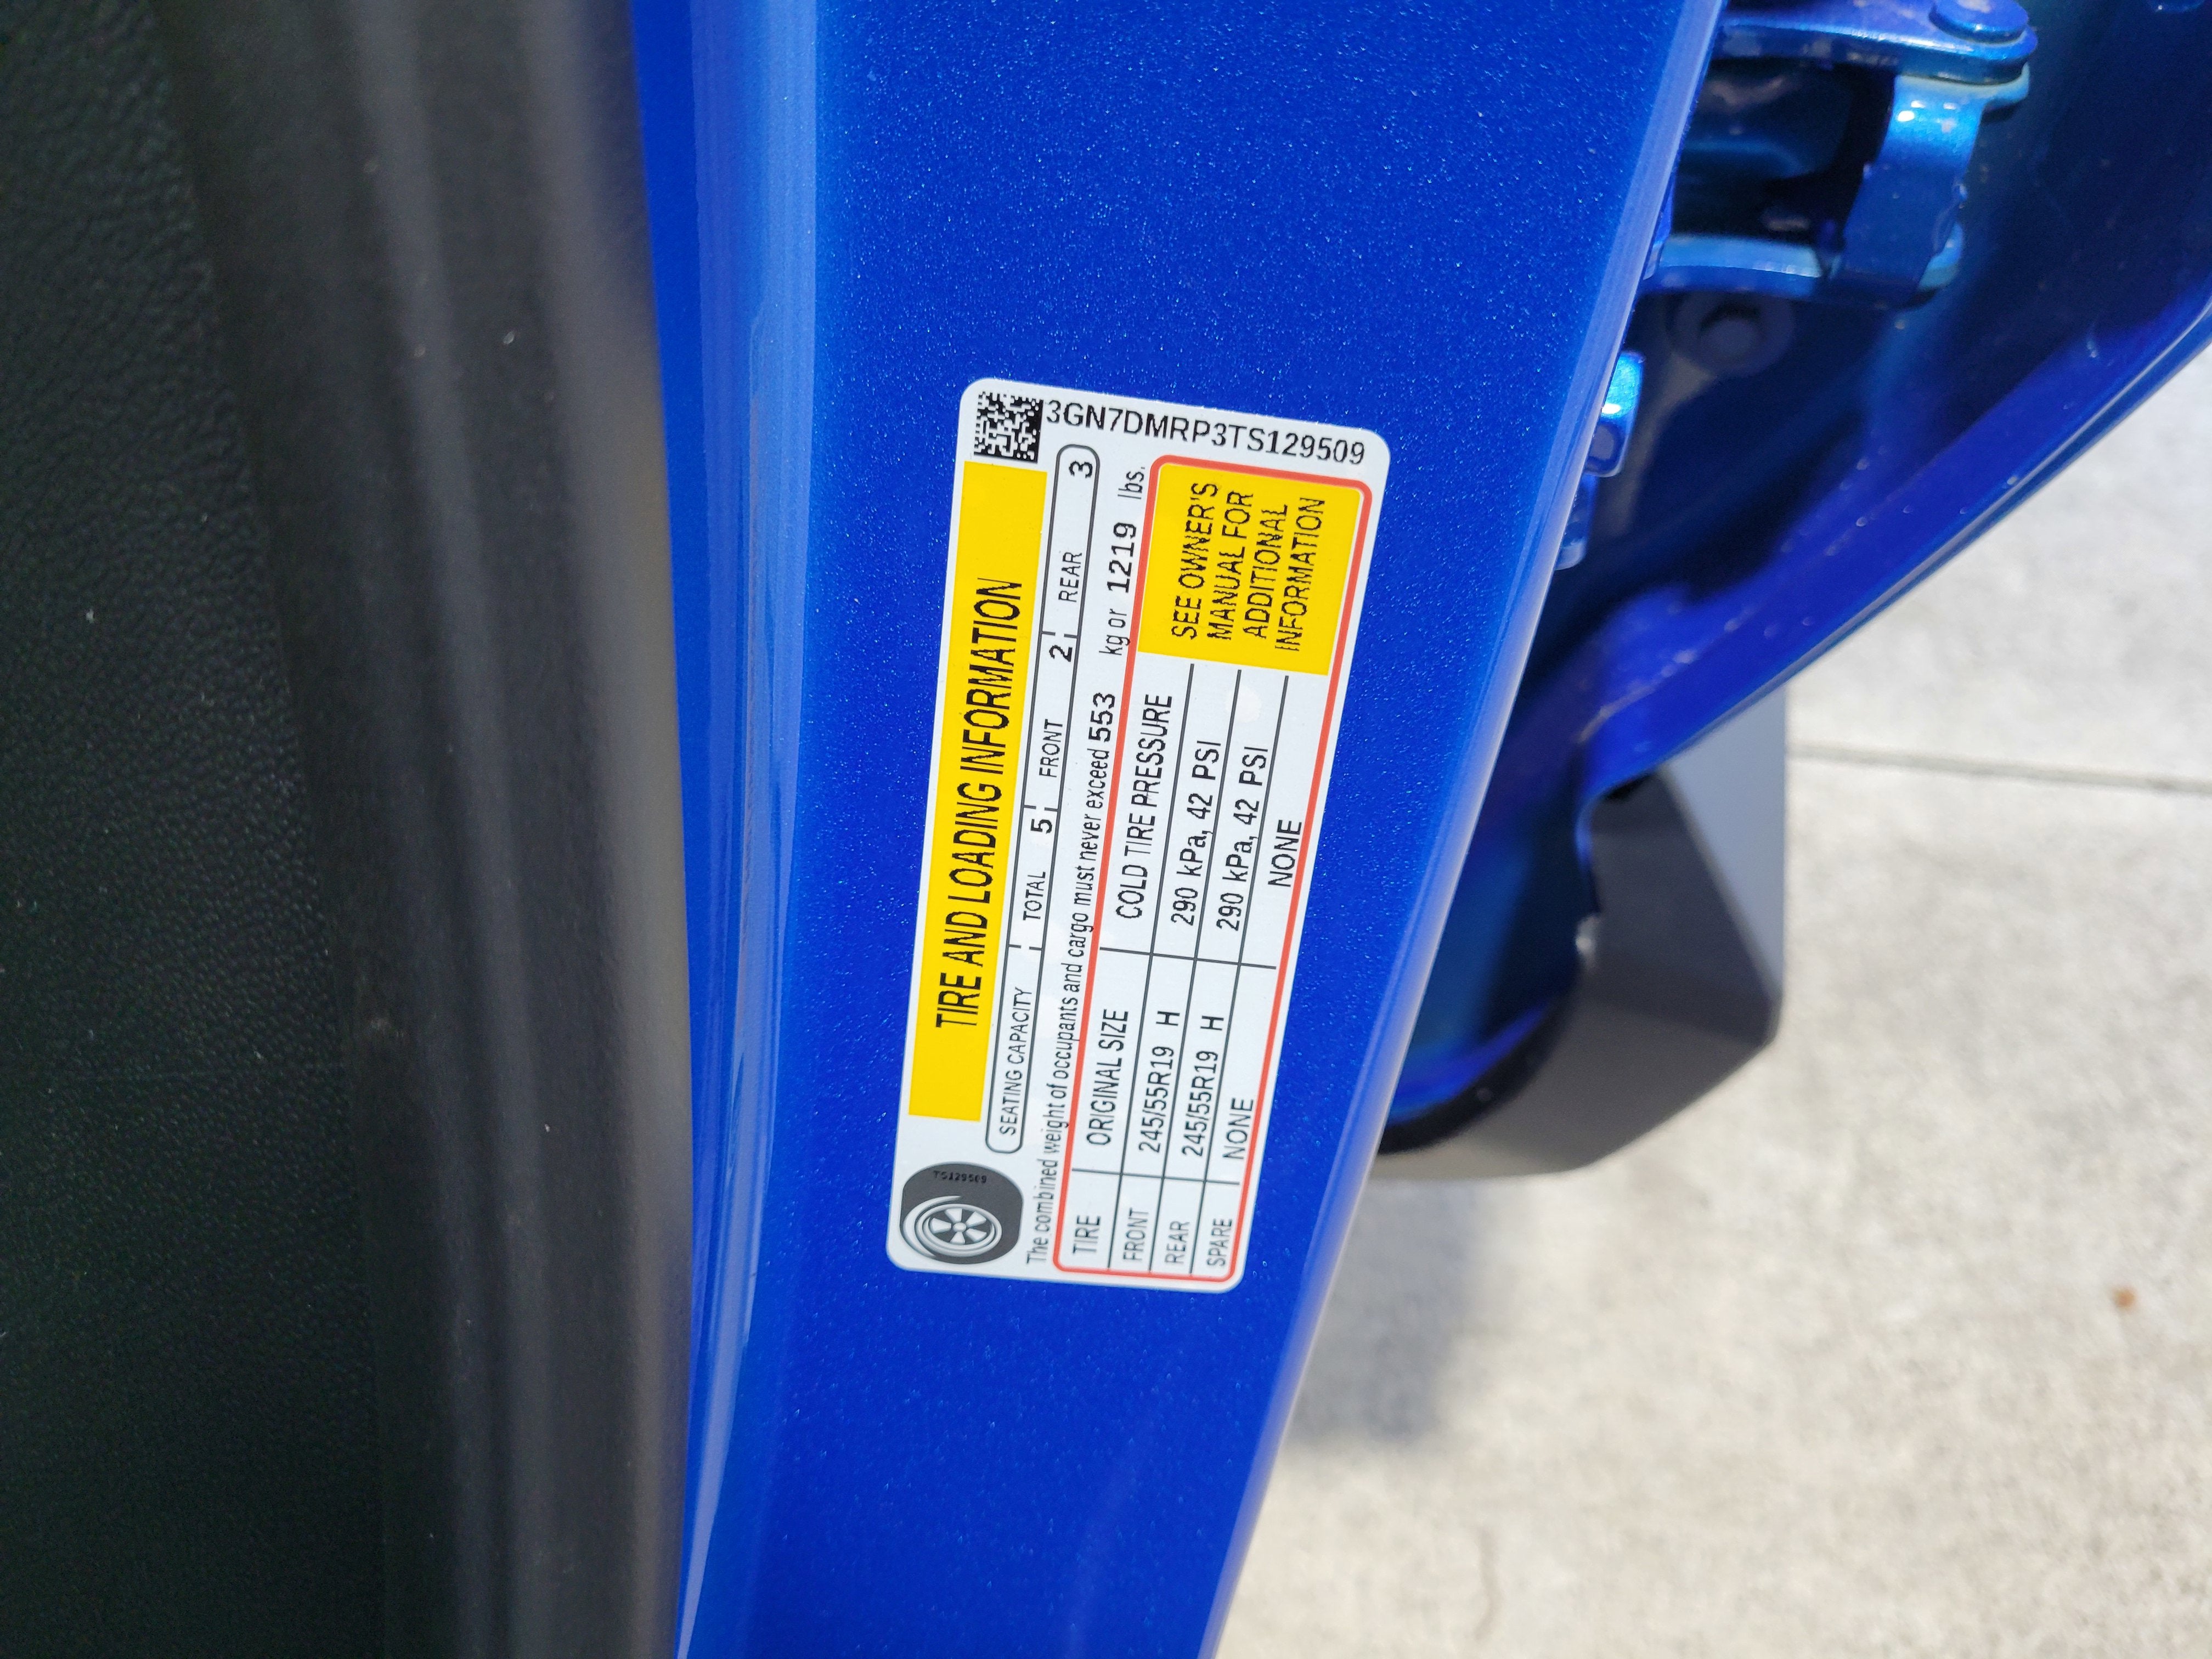 3GN7DMRP3TS129509
TIRE AND LOADING INFORMATION
TS129509
SEATING CAPACITY TOTAL 5 FRONT 2 REAR 3
The combined weight of occupants and cargo must never exceed 553 kg or 1219 lbs.
TIRE ORIGINAL SIZE COLD TIRE PRESSURE
FRONT 245/55R19 H 290 kPa, 42 PSI
REAR 245/55R19 H 290 kPa, 42 PSI
SPARE NONE NONE
SEE OWNER'S
MANUAL FOR
ADDITIONAL
INFORMATION